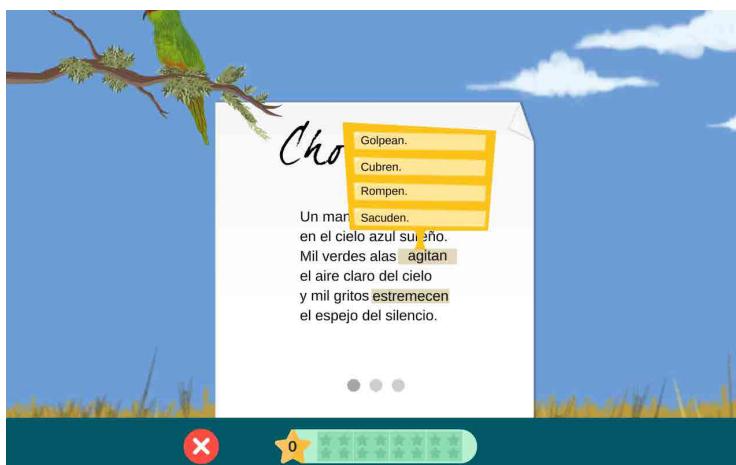 Cho
Golpean.
Cubren.
Rompen.
Sacuden.
Un man
en el cielo azul sureño.
Mil verdes alas agitan
el aire claro del cielo
y mil gritos estremecen
el espejo del silencio.
0